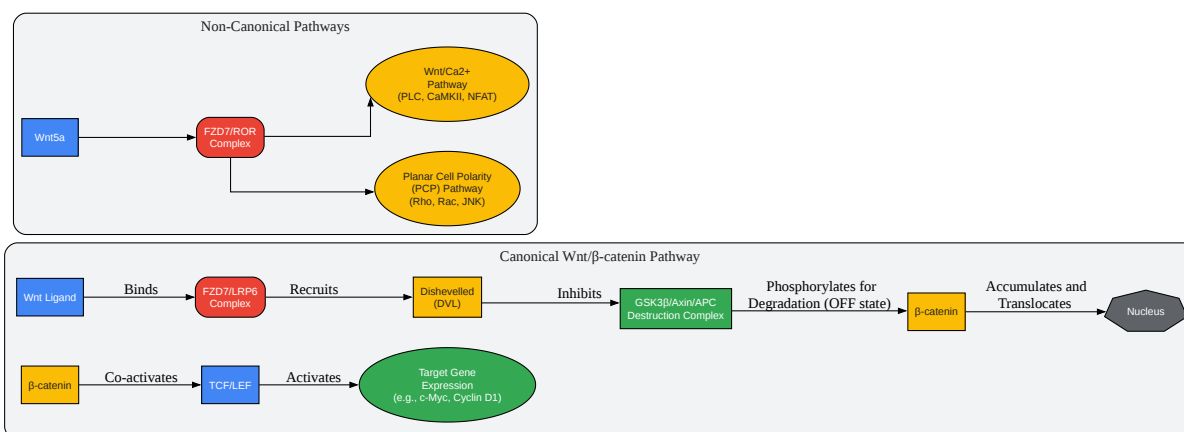 Non-Canonical Pathways
Wnt/Ca2+
Pathway
(PLC, CaMKII, NFAT)
Wnt5a
FZD7/ROR
Complex
Planar Cell Polarity
(PCP) Pathway
(Rho, Rac, JNK)
Canonical Wnt/β-catenin Pathway
Wnt Ligand
Binds
FZD7/LRP6
Complex
Recruits
Dishevelled
(DVL)
Inhibits
GSK3β/Axin/APC
Destruction Complex
Phosphorylates for
Degradation (OFF state)
β-catenin
Accumulates and
Translocates
Nucleus
β-catenin
Co-activates
TCF/LEF
Activates
Target Gene
Expression
(e.g., c-Myc, Cyclin D1)